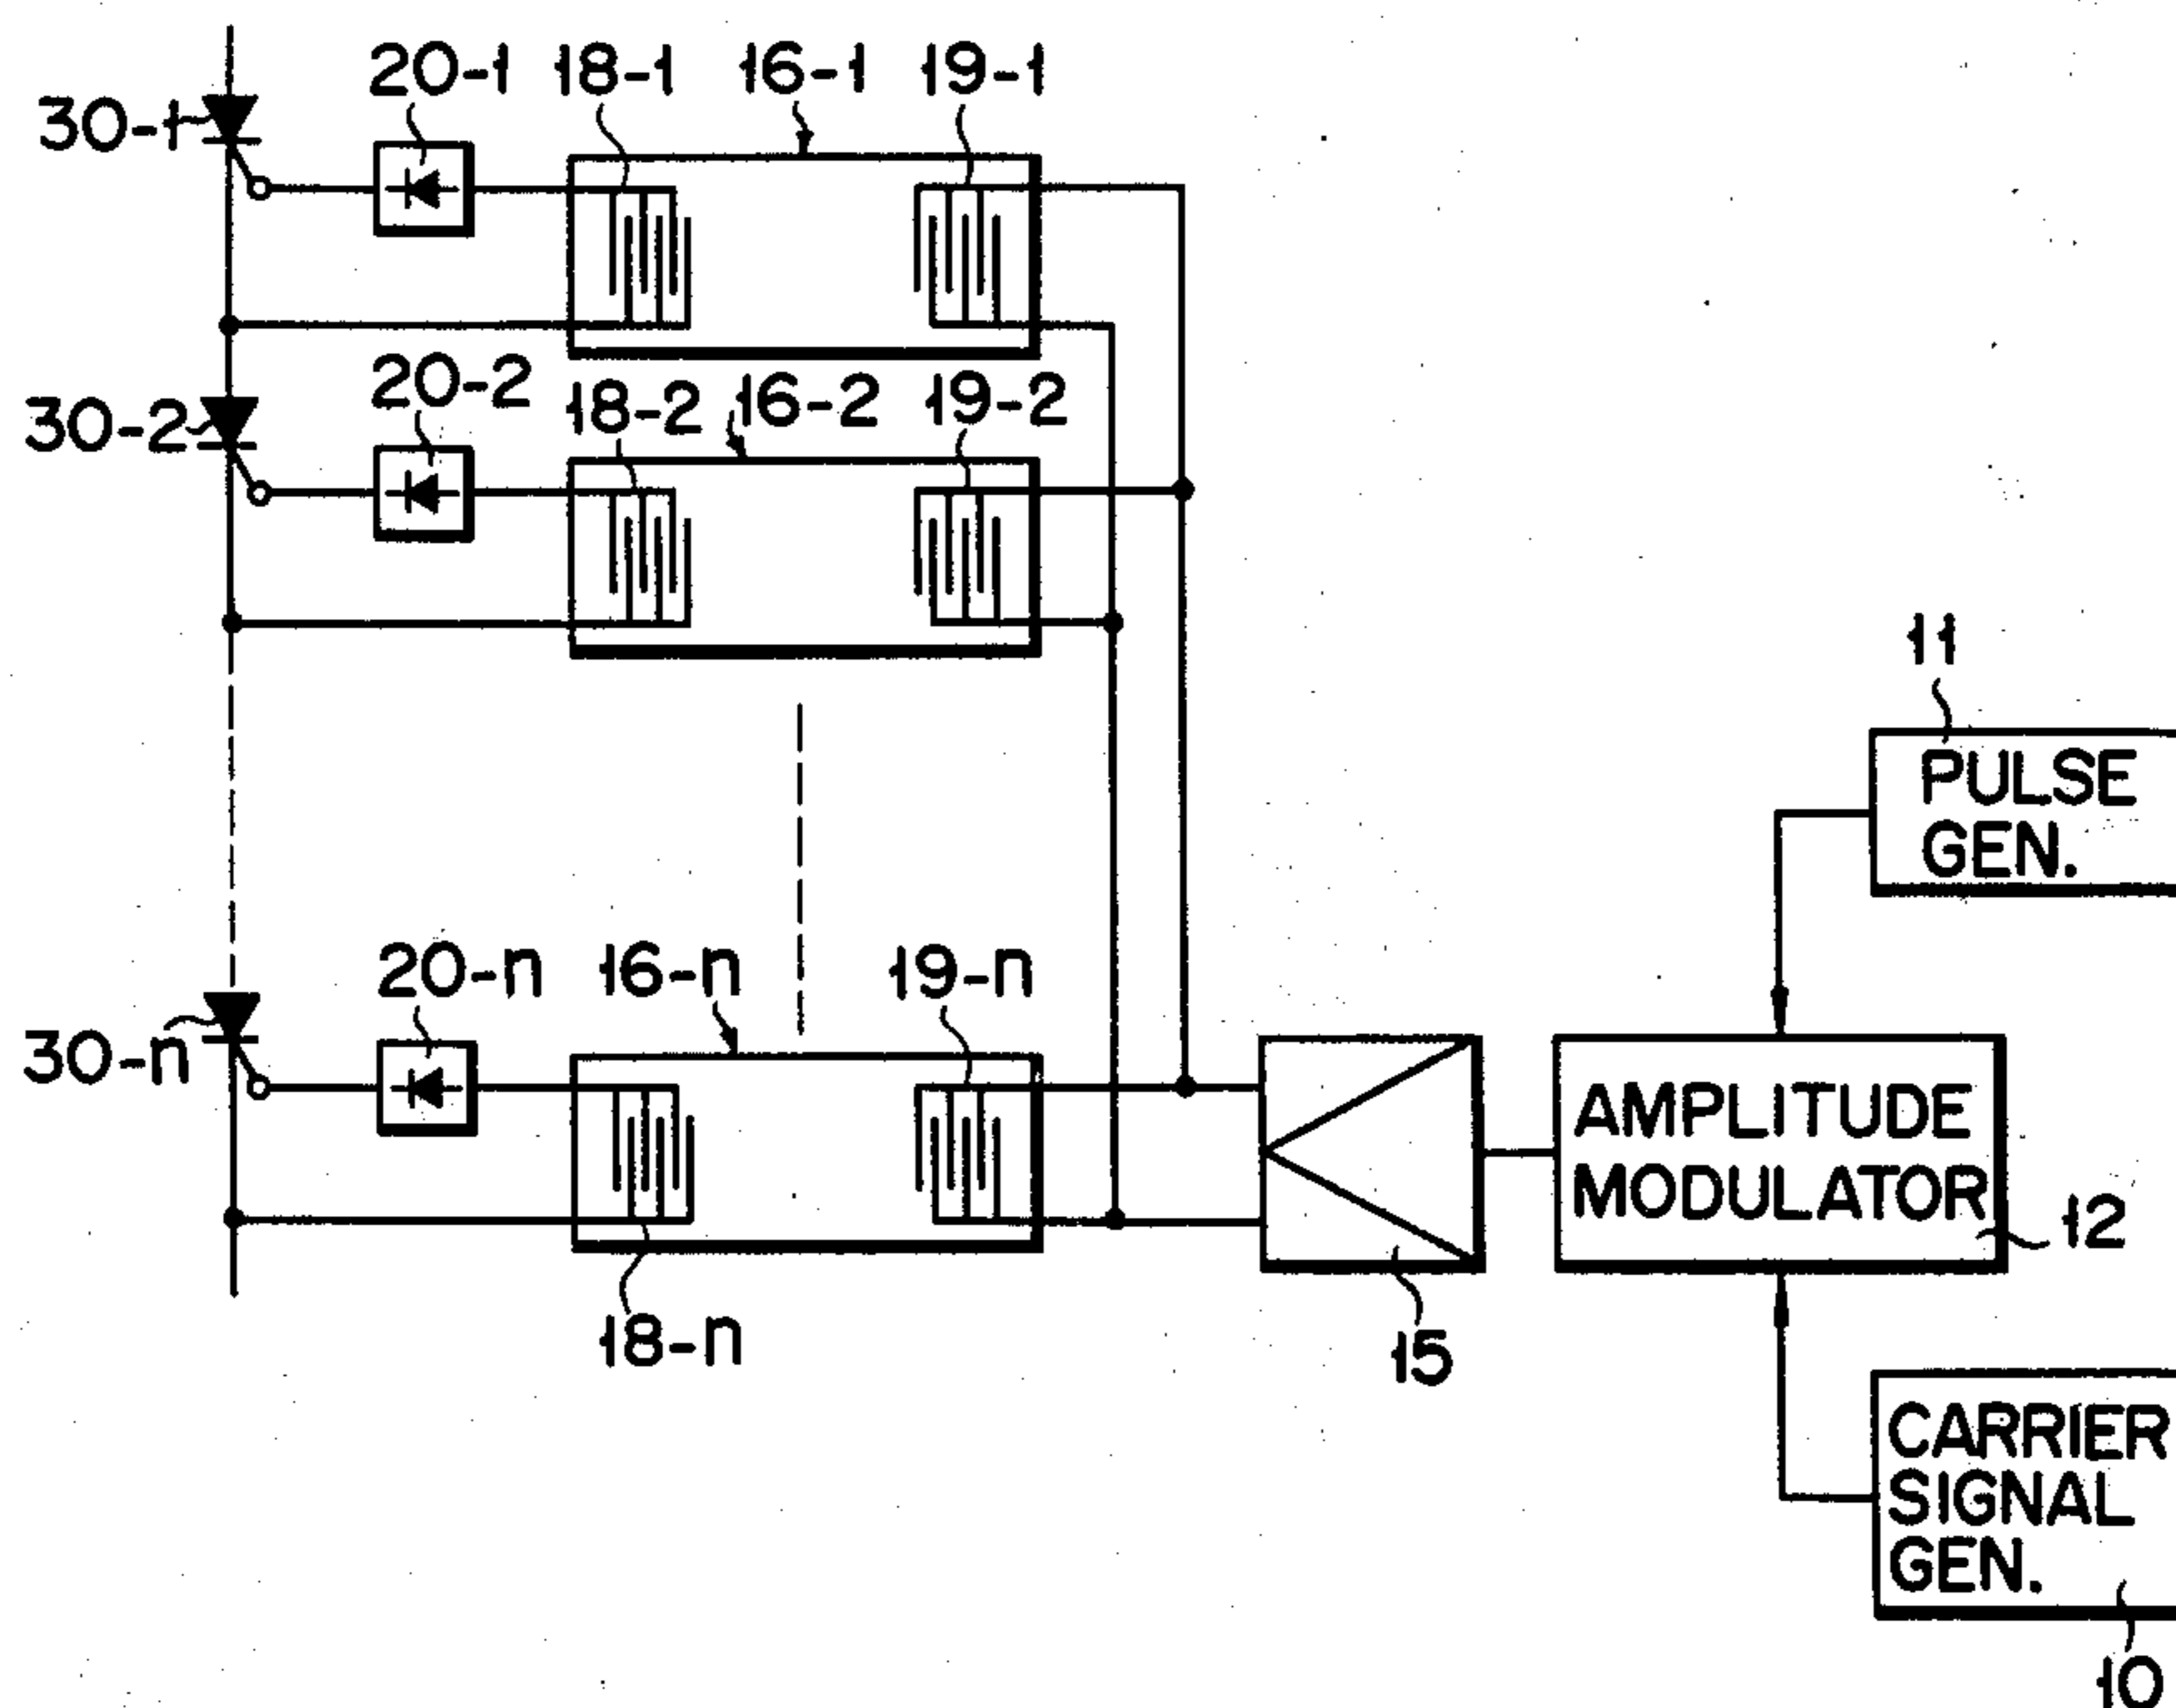 20-1 18-1 16-1 19-1
30-1
20-2 18-2 16-2 19-2
30-2
11
PULSE
GEN.
20-n 16-n 19-n
30-n
AMPLITUDE
MODULATOR
12
18-n
15
CARRIER
SIGNAL
GEN.
10